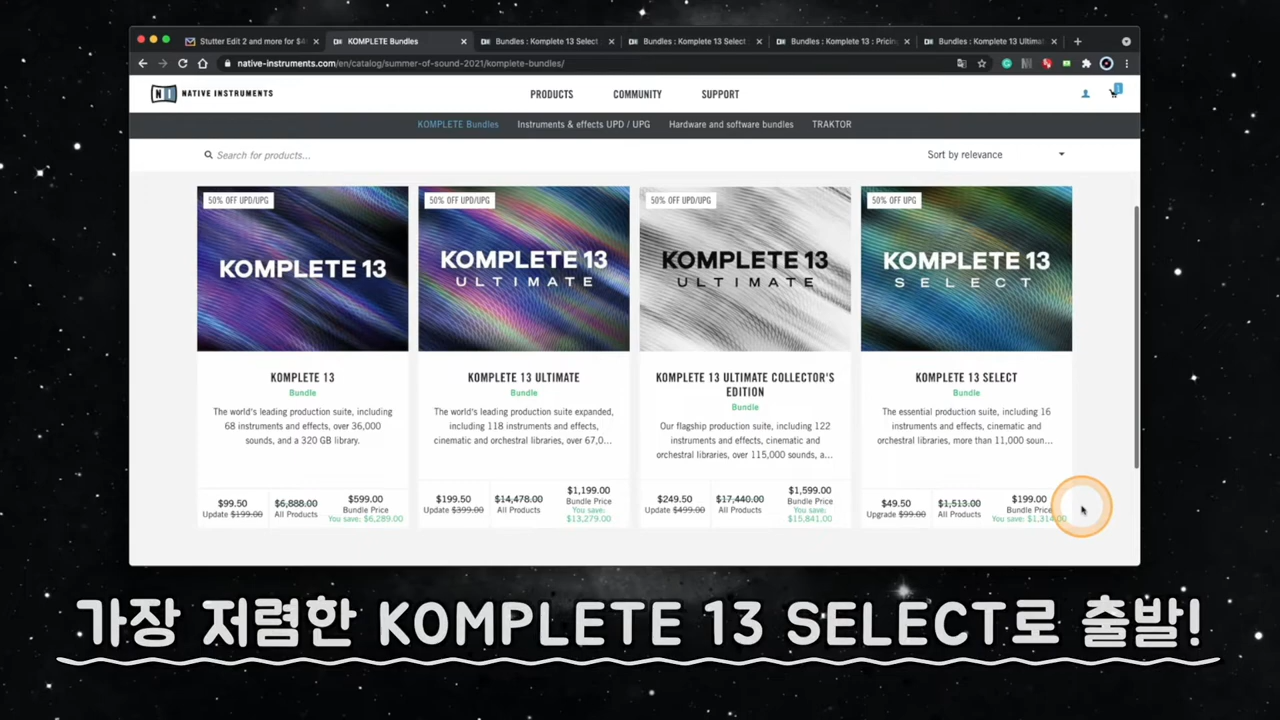 Stutter Edit 2 and more for $4
KOMPLETE Bundles
Bundles : Komplete 13 Select
Bundles : Komplete 13 Select
Bundles : Komplete 13 : Pricing
Bundles : Komplete 13 Ultima
native-instruments.com/en/catalog/summer-of-sound-2021/komplete-bundles/
NATIVE INSTRUMENTS
PRODUCTS
COMMUNITY
SUPPORT
1
KOMPLETE Bundles
Instruments & effects UPD / UPG
Hardware and software bundles
TRAKTOR
Search for products...
Sort by relevance
50% OFF UPD/UPG
KOMPLETE 13
KOMPLETE 13
Bundle
The world's leading production suite, including
68 instruments and effects, over 36,000
sounds, and a 320 GB library.
$99.50
Update $199.00
$6,888.00
All Products
$599.00
Bundle Price
You save: $6,289.00
50% OFF UPD/UPG
KOMPLETE 13
ULTIMATE
KOMPLETE 13 ULTIMATE
Bundle
The world's leading production suite expanded,
including 118 instruments and effects,
cinematic and orchestral libraries, over 67,0...
$199.50
Update $399.00
$14,478.00
All Products
$1,199.00
Bundle Price
You save:
$13,279.00
50% OFF UPD/UPG
KOMPLETE 13
ULTIMATE
KOMPLETE 13 ULTIMATE COLLECTOR'S
EDITION
Bundle
Our flagship production suite, including 122
instruments and effects, cinematic and
orchestral libraries, over 115,000 sounds, a...
$249.50
Update $499.00
$17,440.00
All Products
$1,599.00
Bundle Price
You save:
$15,841.00
50% OFF UPG
KOMPLETE 13
SELECT
KOMPLETE 13 SELECT
Bundle
The essential production suite, including 16
instruments and effects, cinematic and
orchestral libraries, more than 11,000 soun...
$49.50
Upgrade $99.00
$1,513.00
All Products
$199.00
Bundle Price
You save: $1,314.00
가장 저렴한 KOMPLETE 13 SELECT로 출발!